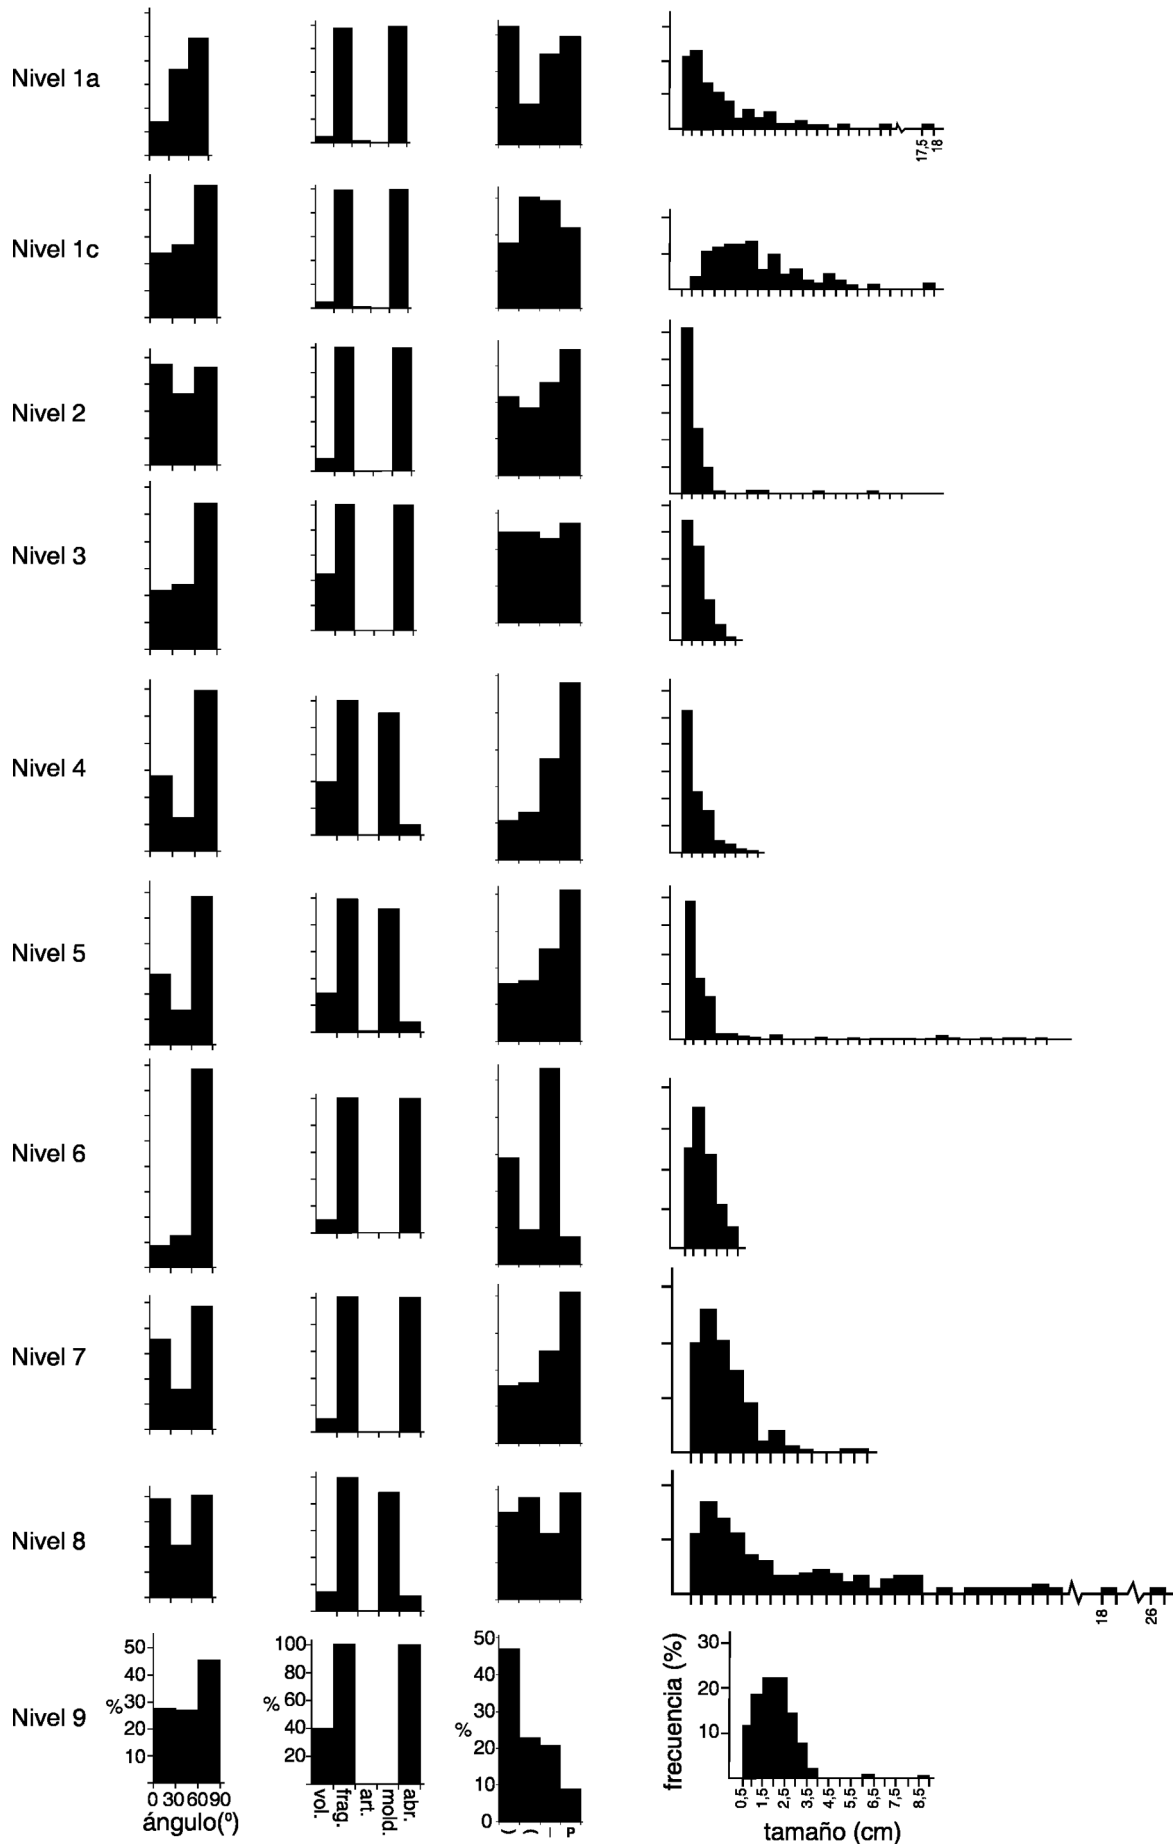 Nivel 1a
17,5
18
Nivel 1c
Nivel 2
Nivel 3
Nivel 4
Nivel 5
Nivel 6
Nivel 7
Nivel 8
18
26
Nivel 9
50
40
%30
20
10
0 30 60 90
ángulo(º)
100
80
% 60
40
20
vol.
frag.
art.
mold.
abr.
50
40
30
%
20
10
0
) ( | P
frecuencia (%)
30
20
10
0,5
1,5
2,5
3,5
4,5
5,5
6,5
7,5
8,5
tamaño (cm)